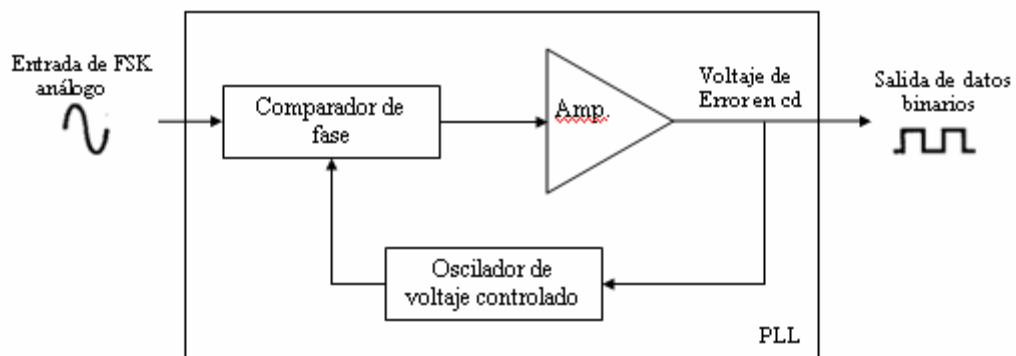 Entrada de FSK
análogo
Comparador de
fase
Amp.
Voltaje de
Error en cd
Salida de datos
binarios
Oscilador de
voltaje controlado
PLL